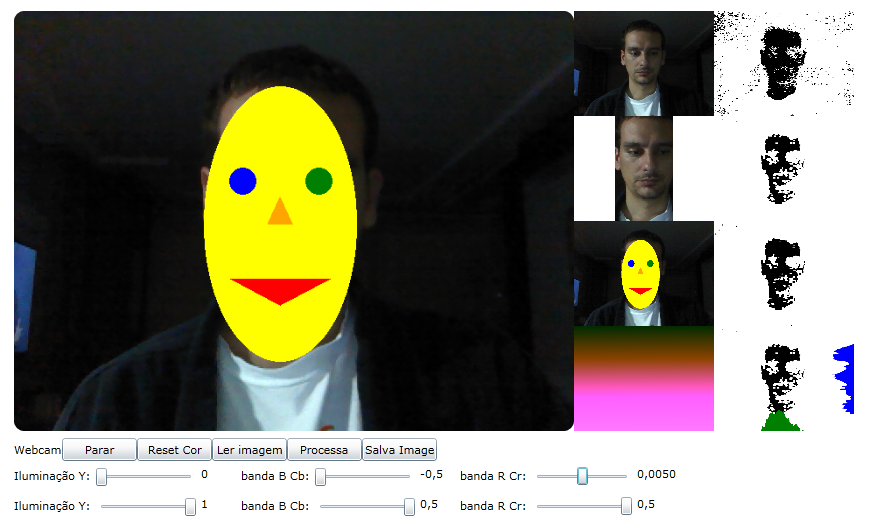 Webcam Parar Reset Cor Ler imagem Processa Salva Image
Iluminação Y: 0 banda B Cb: -0,5 banda R Cr: 0,0050
Iluminação Y: 1 banda B Cb: 0,5 banda R Cr: 0,5